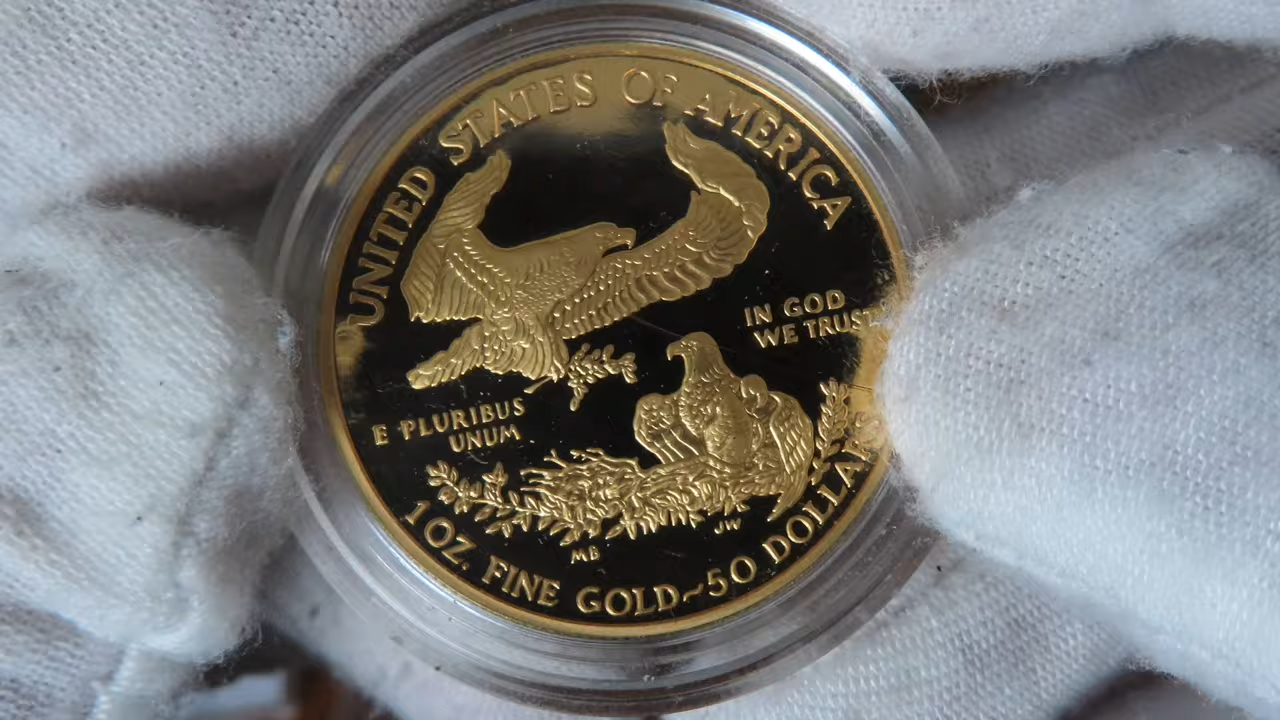 UNITED STATES OF AMERICA
IN GOD
WE TRUST
E PLURIBUS
UNUM
MB
JW
1 OZ. FINE GOLD~50 DOLLARS